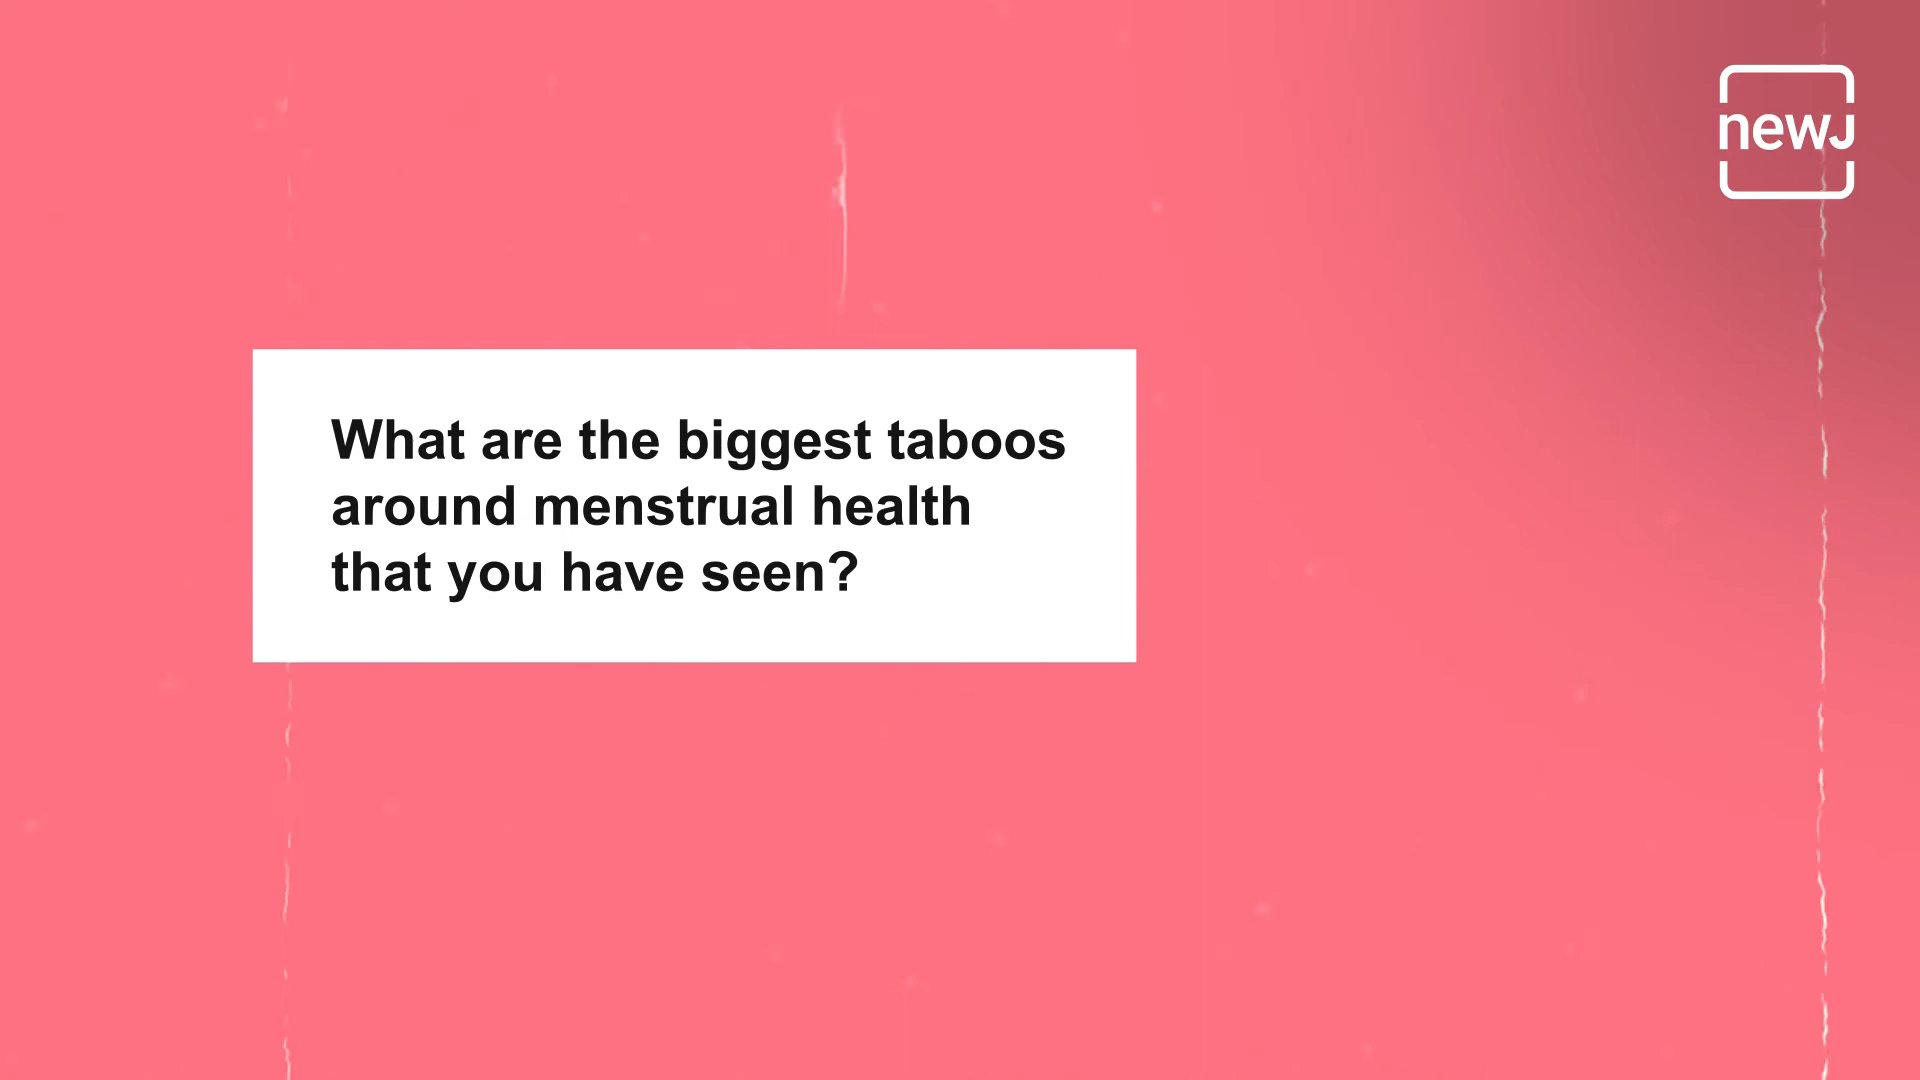 newJ
What are the biggest taboos
around menstrual health
that you have seen?